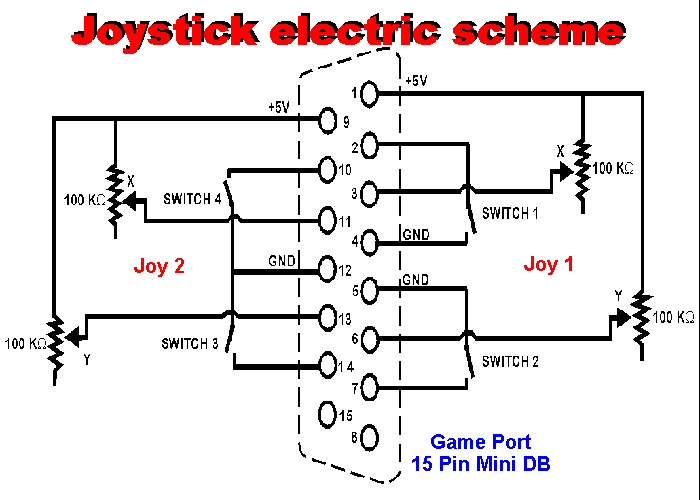 Joystick electric scheme
1 +5V
+5V 9
2
10
X
100 KΩ
3
X
100 KΩ
SWITCH 4
SWITCH 1
11
4 GND
Joy 2
GND 12
Joy 1
5 GND
Y
13
100 KΩ
100 KΩ
Y
6
SWITCH 3
SWITCH 2
14
7
15
8
Game Port
15 Pin Mini DB